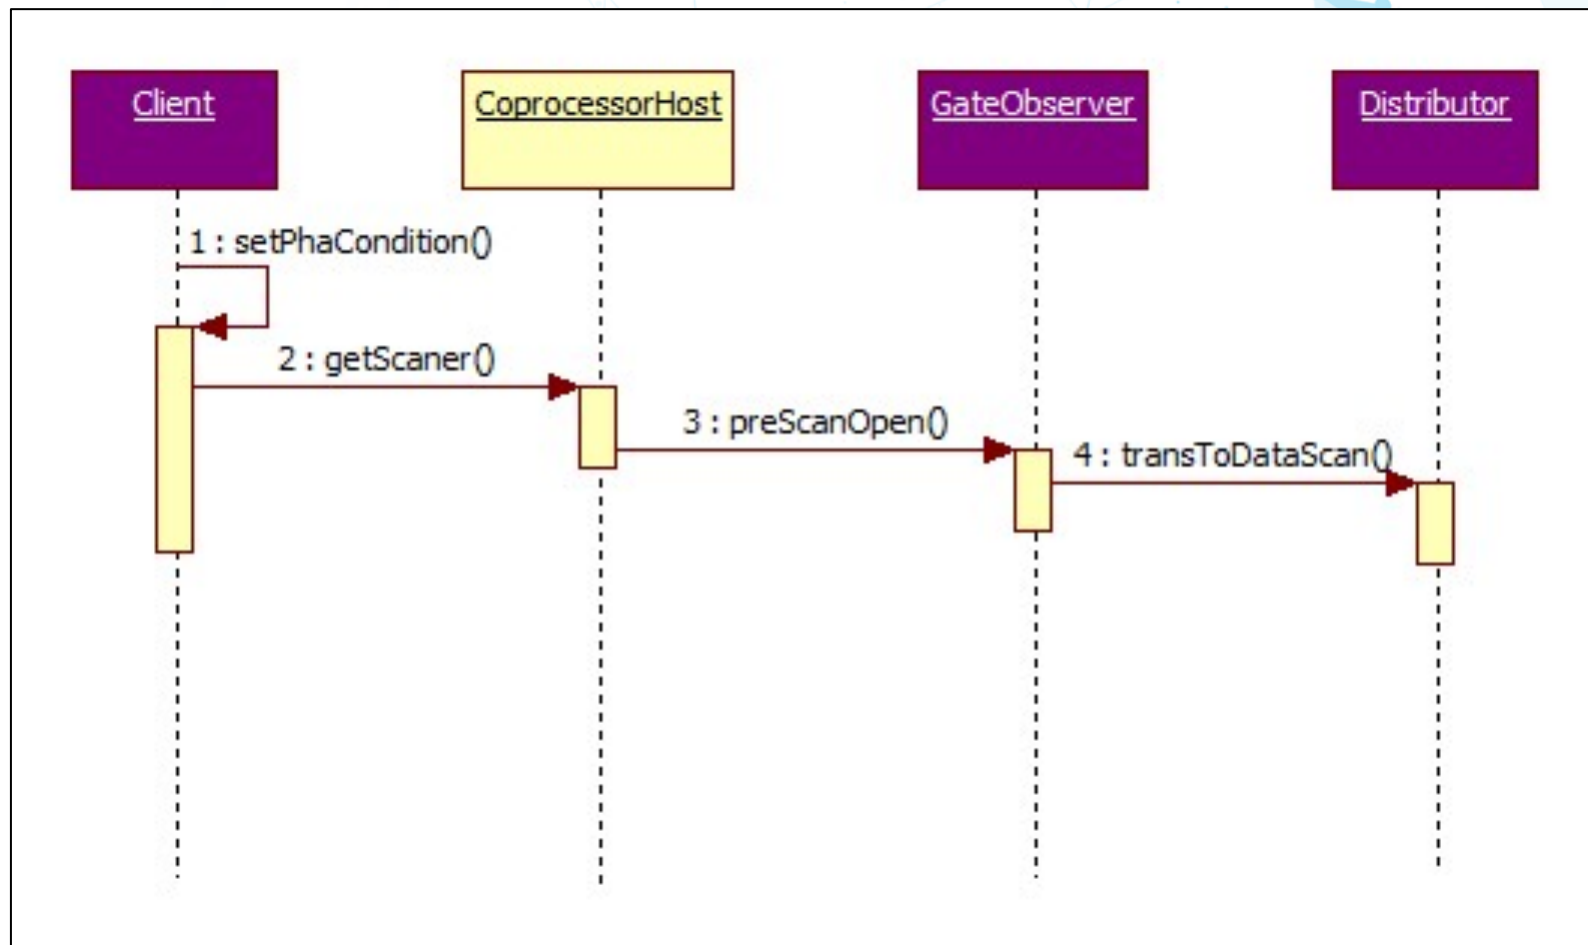 Client
CoprocessorHost
GateObserver
Distributor
1 : setPhaCondition()
2 : getScaner()
3 : preScanOpen()
4 : transToDataScan()